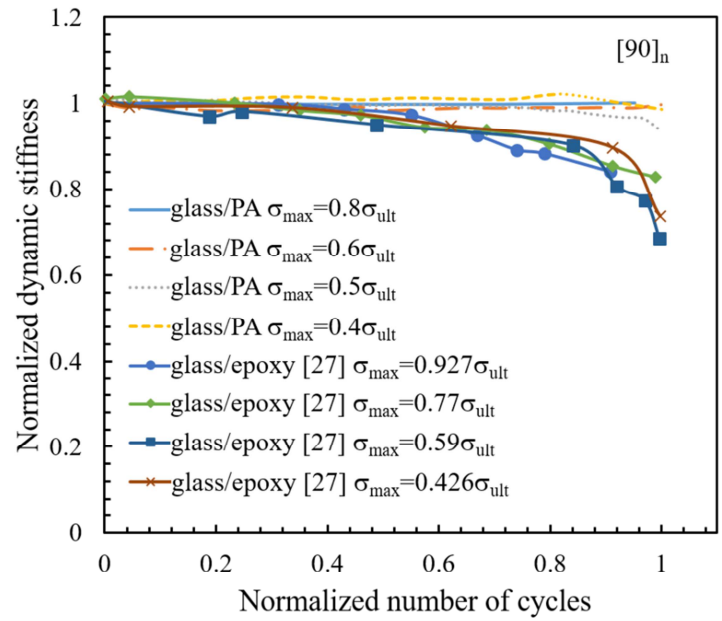 1.2
[90]ₙ
1
0.8
0.6
0.4
0.2
0
Normalized dynamic stiffness
glass/PA σmax=0.8σult
glass/PA σmax=0.6σult
glass/PA σmax=0.5σult
glass/PA σmax=0.4σult
glass/epoxy [27] σmax=0.927σult
glass/epoxy [27] σmax=0.77σult
glass/epoxy [27] σmax=0.59σult
glass/epoxy [27] σmax=0.426σult
0 0.2 0.4 0.6 0.8 1
Normalized number of cycles